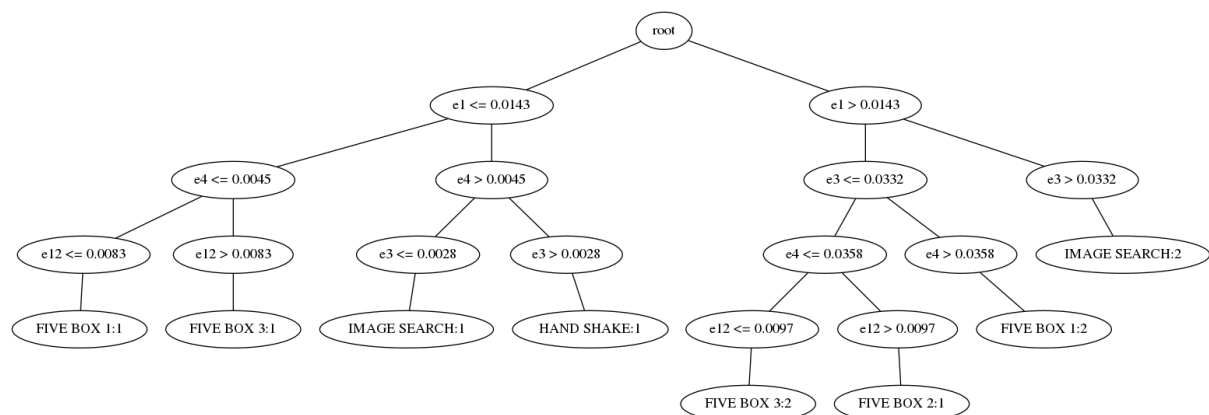 root
e1 <= 0.0143
e1 > 0.0143
e4 <= 0.0045
e4 > 0.0045
e3 <= 0.0332
e3 > 0.0332
e12 <= 0.0083
e12 > 0.0083
e3 <= 0.0028
e3 > 0.0028
e4 <= 0.0358
e4 > 0.0358
IMAGE SEARCH:2
FIVE BOX 1:1
FIVE BOX 3:1
IMAGE SEARCH:1
HAND SHAKE:1
e12 <= 0.0097
e12 > 0.0097
FIVE BOX 1:2
FIVE BOX 3:2
FIVE BOX 2:1